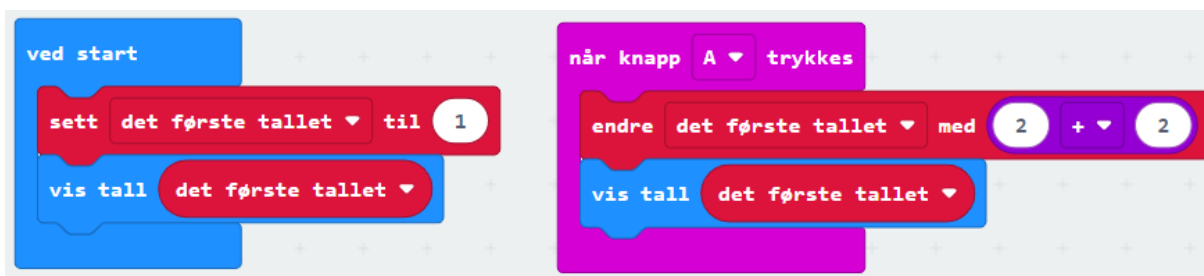 ved start
sett det første tallet til 1
vis tall det første tallet
når knapp A trykkes
endre det første tallet med 2 + 2
vis tall det første tallet